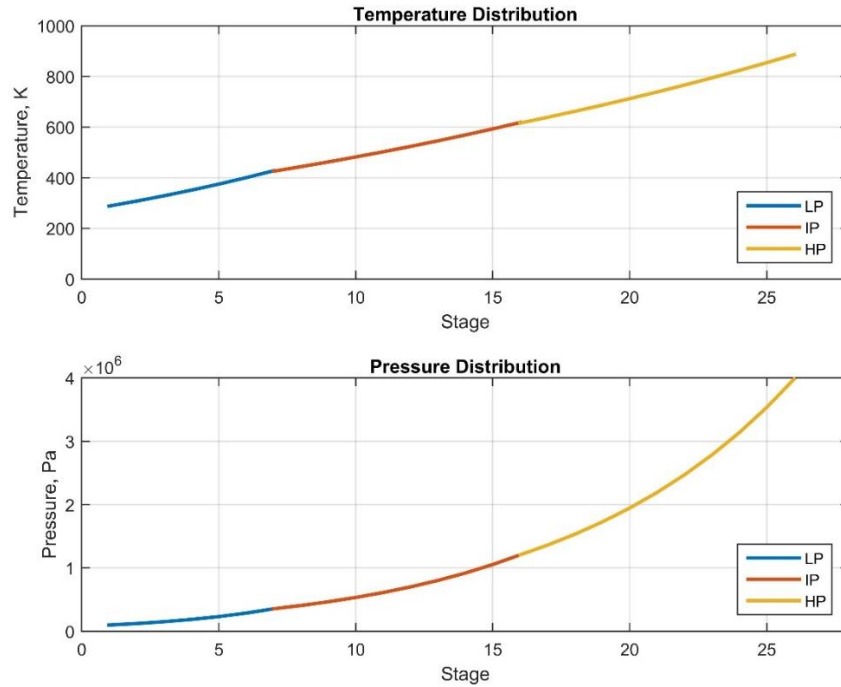 Temperature Distribution
1000
800
600
400
200
0
Temperature, K
0 5 10 15 20 25
Stage
LP
IP
HP
Pressure Distribution
×10⁶
4
3
2
1
0
Pressure, Pa
0 5 10 15 20 25
Stage
LP
IP
HP